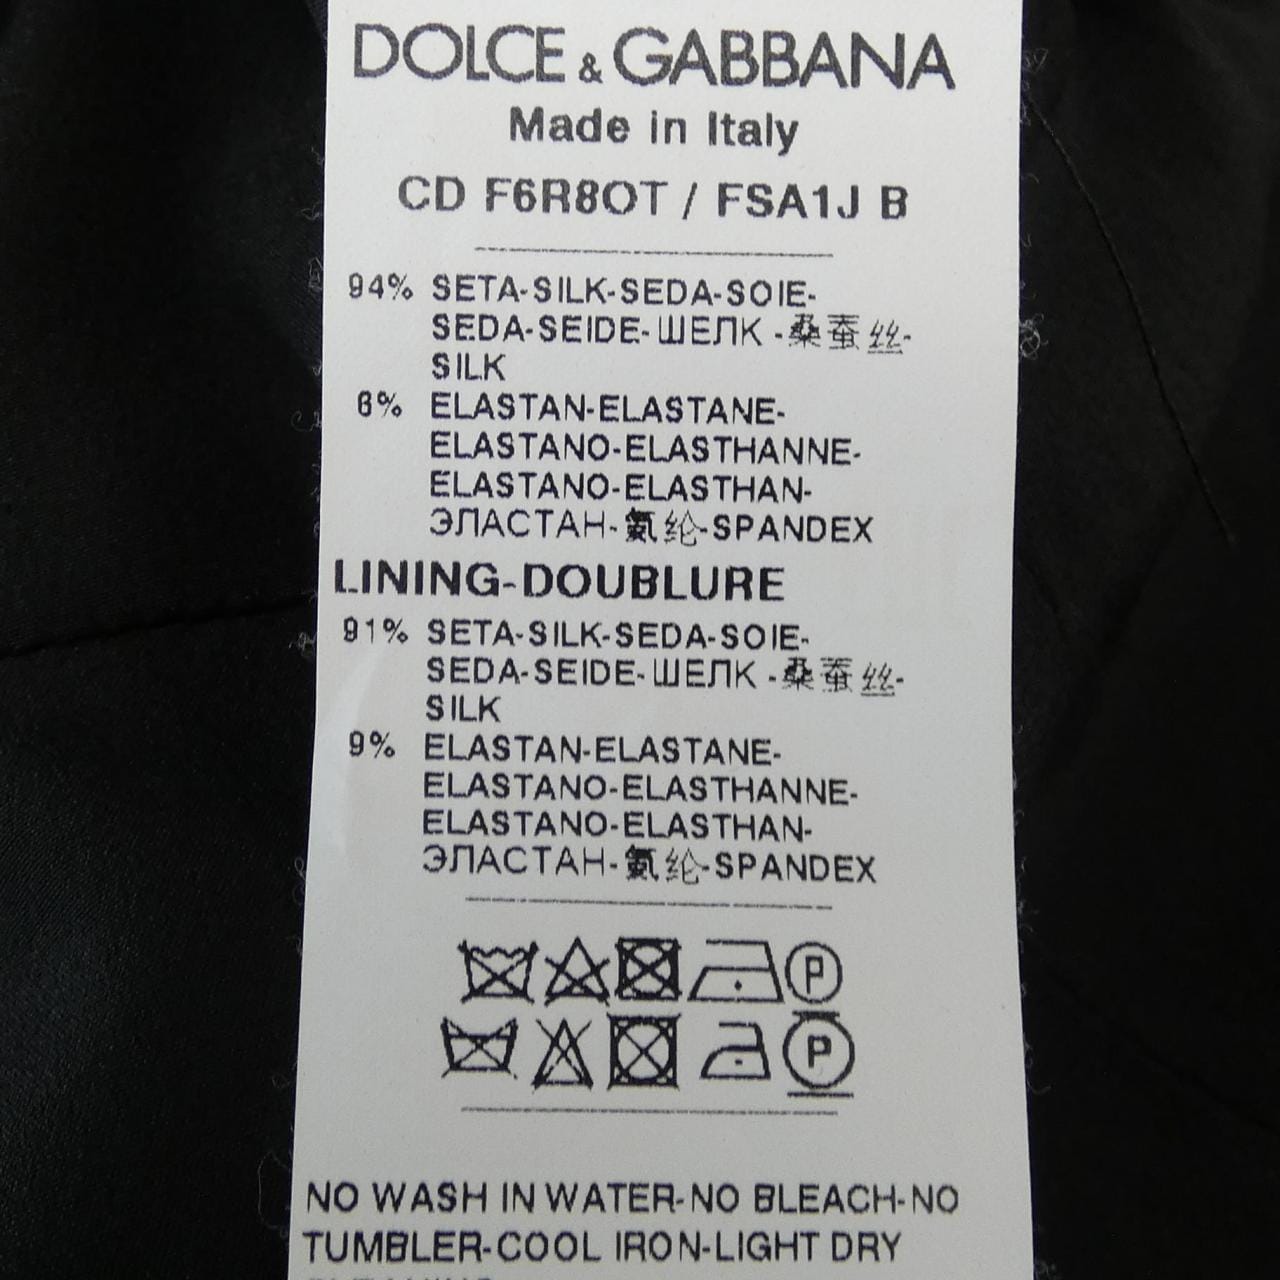 DOLCE & GABBANA
Made in Italy
CD F6R8OT / FSA1J B
94% SETA-SILK-SEDA-SOIE-
SEDA-SEIDE-ШЕЛК -桑蚕丝-
SILK
6% ELASTAN-ELASTANE-
ELASTANO-ELASTHANNE-
ELASTANO-ELASTHAN-
ЭЛАСТАН-氨纶-SPANDEX
LINING-DOUBLURE
91% SETA-SILK-SEDA-SOIE-
SEDA-SEIDE-ШЕЛК -桑蚕丝-
SILK
9% ELASTAN-ELASTANE-
ELASTANO-ELASTHANNE-
ELASTANO-ELASTHAN-
ЭЛАСТАН-氨纶-SPANDEX
P
P
NO WASH IN WATER-NO BLEACH-NO
TUMBLER-COOL IRON-LIGHT DRY